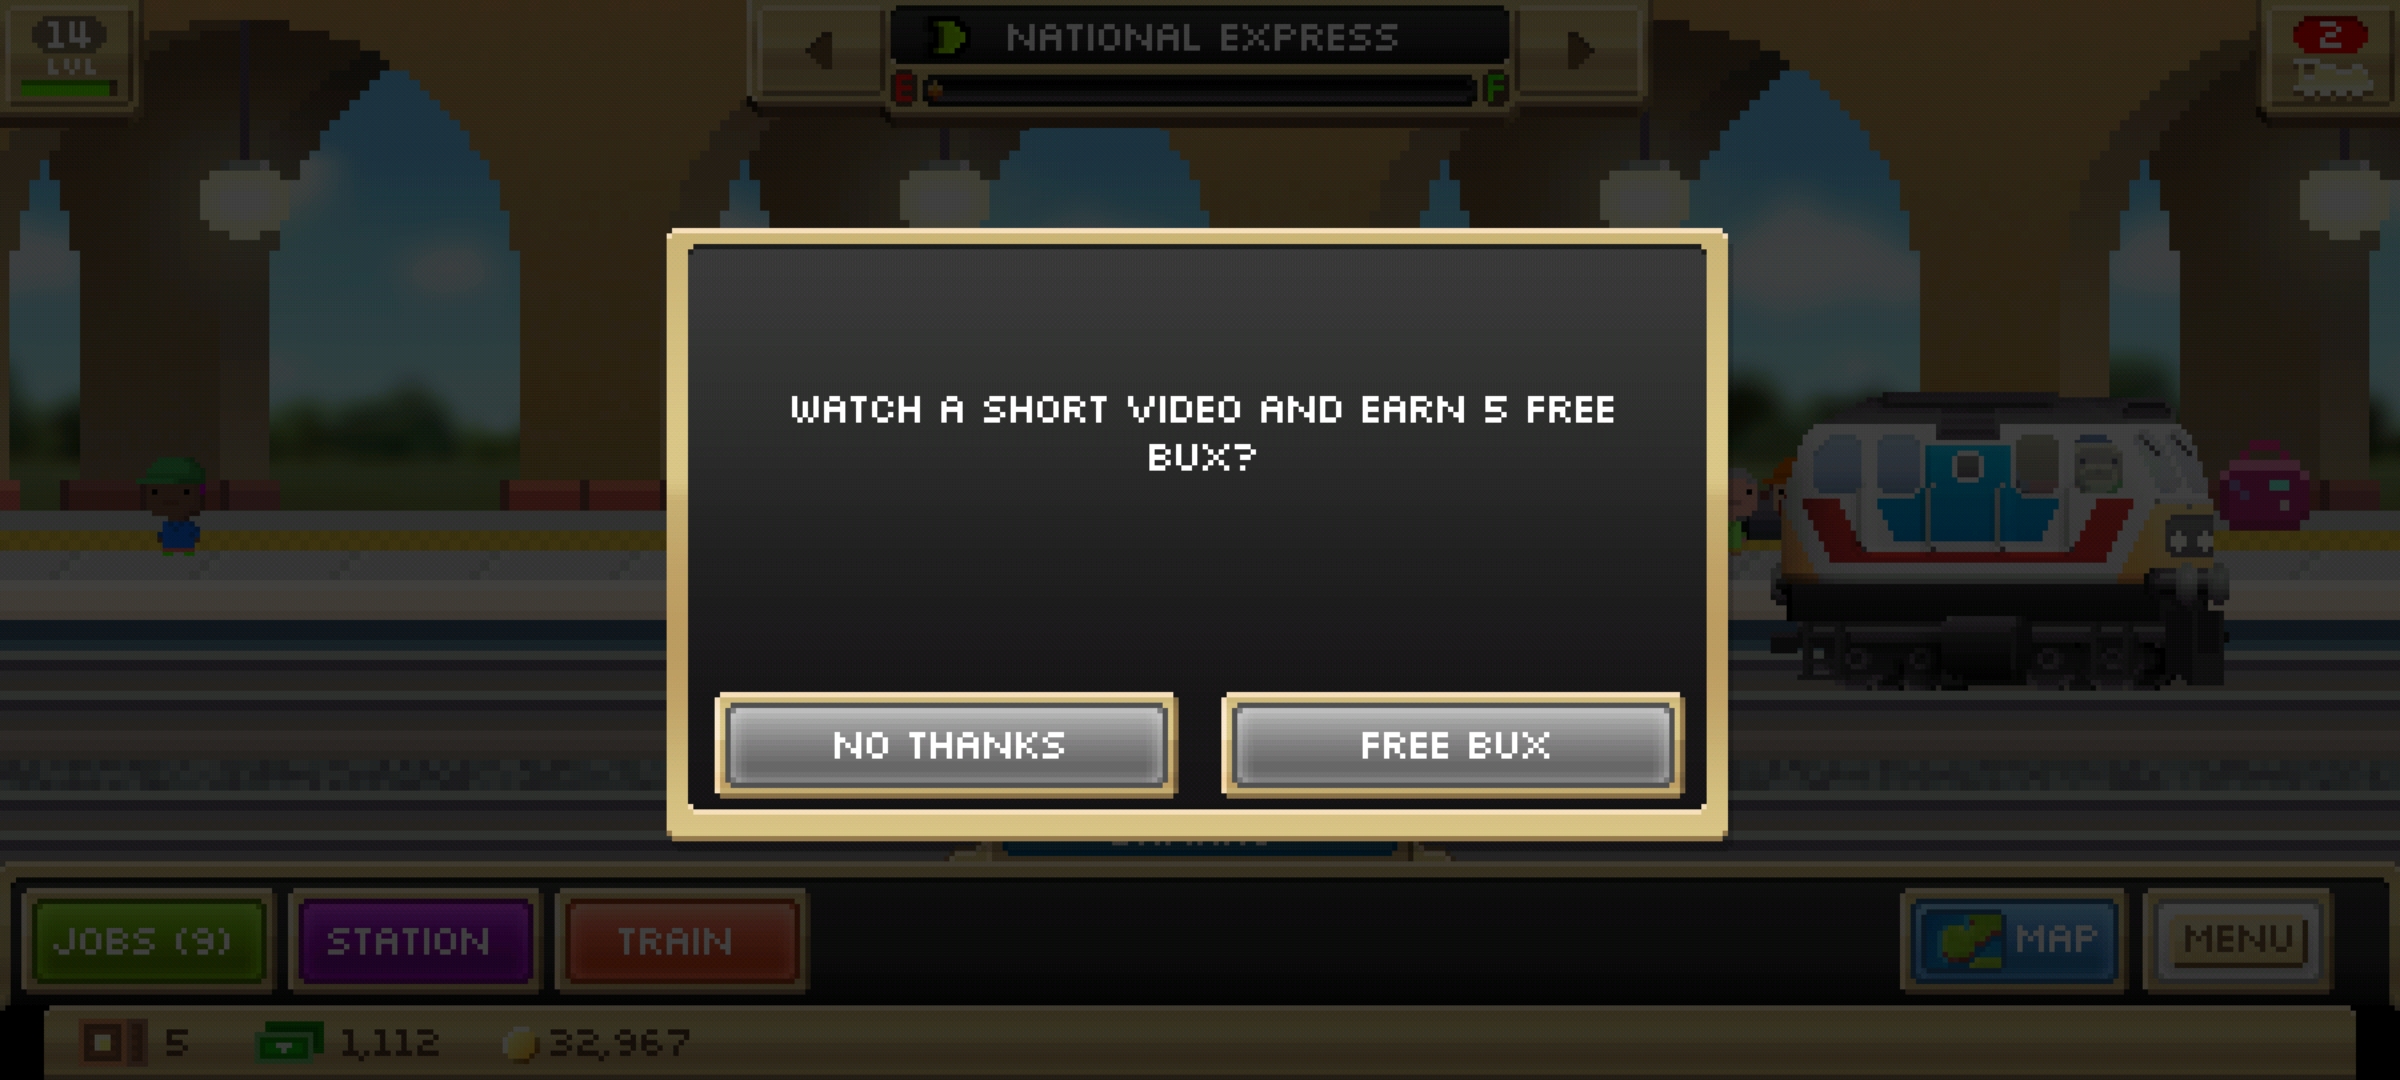 14
LVL
NATIONAL EXPRESS
E F
2
WATCH A SHORT VIDEO AND EARN 5 FREE
BUX?
NO THANKS FREE BUX
JOBS (9) STATION TRAIN MAP MENU
5 1,112 32,967